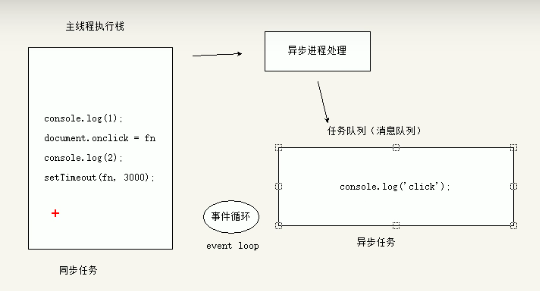 主线程执行栈
console.log(1);
document.onclick = fn
console.log(2);
setTimeout(fn, 3000);
同步任务
异步进程处理
任务队列（消息队列）
console.log('click');
异步任务
事件循环
event loop